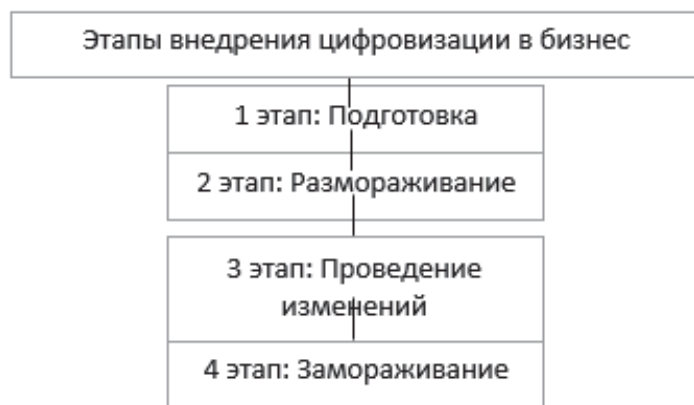 Этапы внедрения цифровизации в бизнес
1 этап: Подготовка
2 этап: Размораживание
3 этап: Проведение
изменений
4 этап: Замораживание